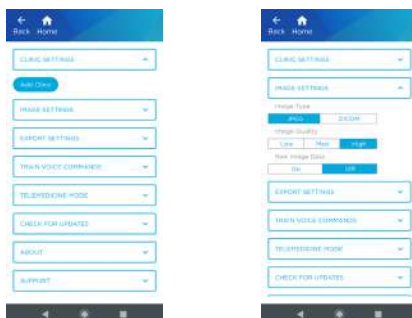 Back Home
CLINIC SETTINGS
Add Clinic
IMAGE SETTINGS
EXPORT SETTINGS
TRAIN VOICE COMMANDS
TELEMEDICINE MODE
CHECK FOR UPDATES
ABOUT
SUPPORT
Back Home
CLINIC SETTINGS
IMAGE SETTINGS
Image Type
JPEG DICOM
Image Quality
Low Med High
Raw Image Data
On Off
EXPORT SETTINGS
TRAIN VOICE COMMANDS
TELEMEDICINE MODE
CHECK FOR UPDATES